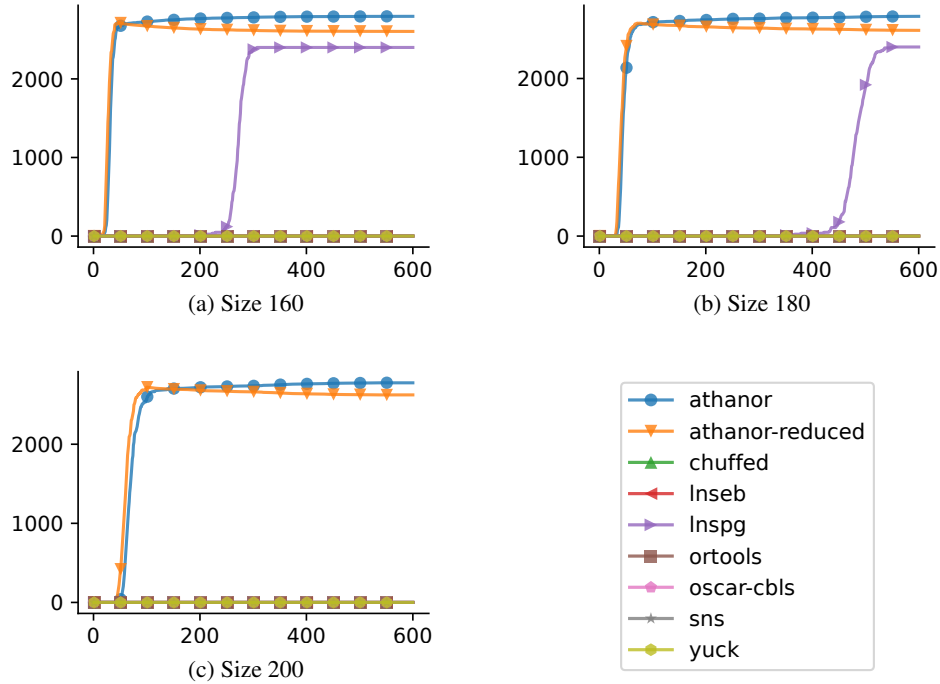 2000
1000
0
0
200
400
600
(a) Size 160
2000
1000
0
0
200
400
600
(b) Size 180
2000
1000
0
0
200
400
600
(c) Size 200
athanor
athanor-reduced
chuffed
lnseb
lnspg
ortools
oscar-cbls
sns
yuck